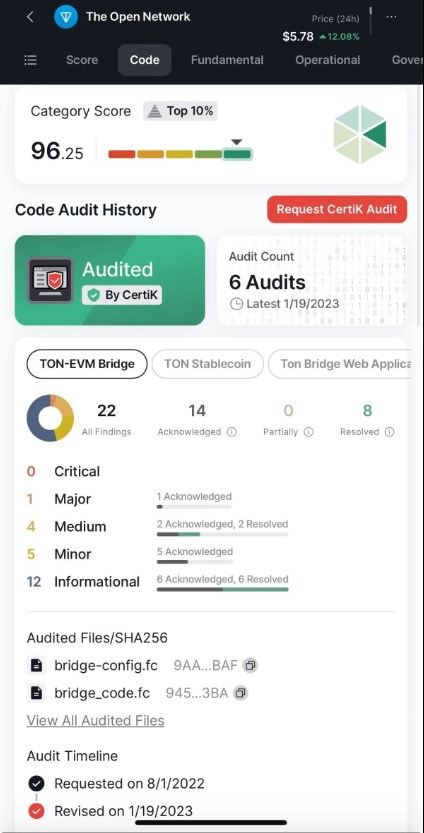 The Open Network
Price (24h)
$5.78 12.08%
Score Code Fundamental Operational Gover
Category Score Top 10%
96.25
Code Audit History Request CertiK Audit
Audited
By CertiK
Audit Count
6 Audits
Latest 1/19/2023
TON-EVM Bridge TON Stablecoin Ton Bridge Web Applica
22 14 0 8
All Findings Acknowledged Partially Resolved
0 Critical
1 Major 1 Acknowledged
4 Medium 2 Acknowledged, 2 Resolved
5 Minor 5 Acknowledged
12 Informational 6 Acknowledged, 6 Resolved
Audited Files/SHA256
bridge-config.fc 9AA...BAF
bridge_code.fc 945...3BA
View All Audited Files
Audit Timeline
Requested on 8/1/2022
Revised on 1/19/2023